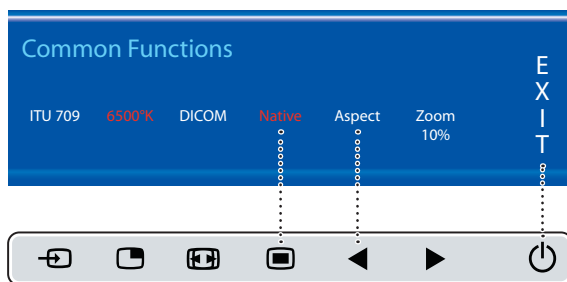 Common Functions
ITU 709 6500°K DICOM Native Aspect Zoom
10%
E
X
I
T